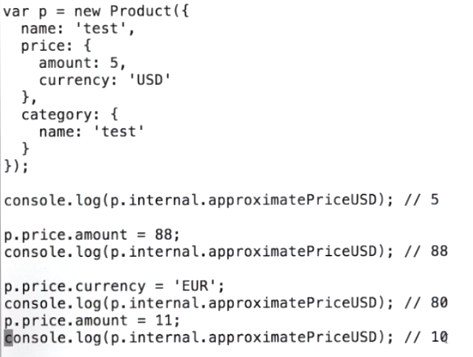 var p = new Product({
  name: 'test',
  price: {
    amount: 5,
    currency: 'USD'
  },
  category: {
    name: 'test'
  }
});

console.log(p.internal.approximatePriceUSD); // 5

p.price.amount = 88;
console.log(p.internal.approximatePriceUSD); // 88

p.price.currency = 'EUR';
console.log(p.internal.approximatePriceUSD); // 80
p.price.amount = 11;
console.log(p.internal.approximatePriceUSD); // 10